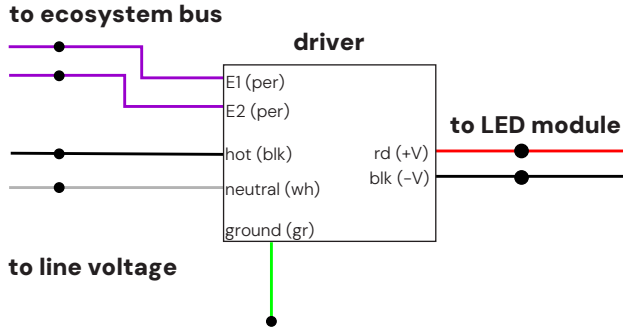 to ecosystem bus
driver
E1 (per)
E2 (per)
to LED module
hot (blk)
rd (+V)
blk (−V)
neutral (wh)
ground (gr)
to line voltage